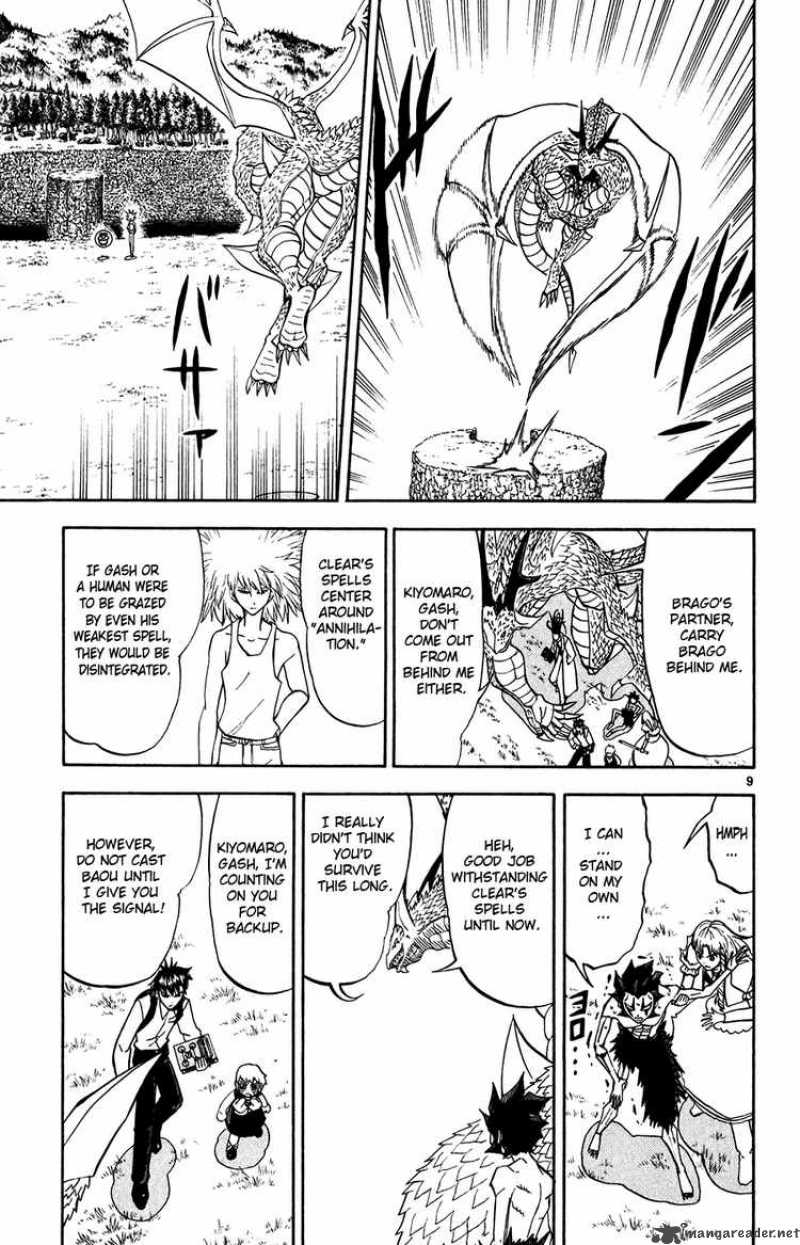 バサ
BRAGO'S
PARTNER,
CARRY
BRAGO
BEHIND ME.
KIYOMARO,
GASH,
DON'T
COME OUT
FROM
BEHIND ME
EITHER.
CLEAR'S
SPELLS
CENTER
AROUND
"ANNIHILA-
TION."
IF GASH OR
A HUMAN WERE
TO BE GRAZED
BY EVEN HIS
WEAKEST SPELL,
THEY WOULD BE
DISINTEGRATED.
9
HMPH
...
I CAN
...
STAND
ON MY
OWN
...
ヨロ...
HEH,
GOOD JOB
WITHSTANDING
CLEAR'S
SPELLS
UNTIL NOW.
I REALLY
DIDN'T THINK
YOU'D
SURVIVE
THIS LONG.
KIYOMARO,
GASH, I'M
COUNTING
ON YOU
FOR
BACKUP.
HOWEVER,
DO NOT CAST
BAOU UNTIL
I GIVE YOU
THE SIGNAL!
mangareader.net